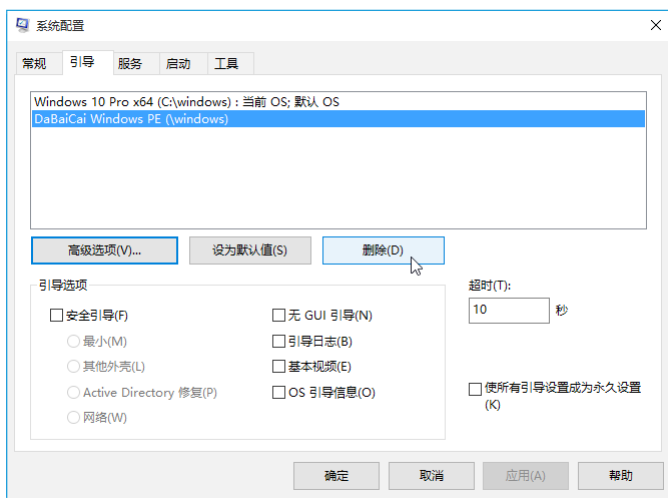 系统配置
常规 引导 服务 启动 工具
Windows 10 Pro x64 (C:\windows) : 当前 OS; 默认 OS
DaBaiCai Windows PE (\windows)
高级选项(V)... 设为默认值(S) 删除(D)
引导选项
安全引导(F)
最小(M)
其他外壳(L)
Active Directory 修复(P)
网络(W)
无 GUI 引导(N)
引导日志(B)
基本视频(E)
OS 引导信息(O)
超时(T):
10 秒
使所有引导设置成为永久设置
(K)
确定 取消 应用(A) 帮助